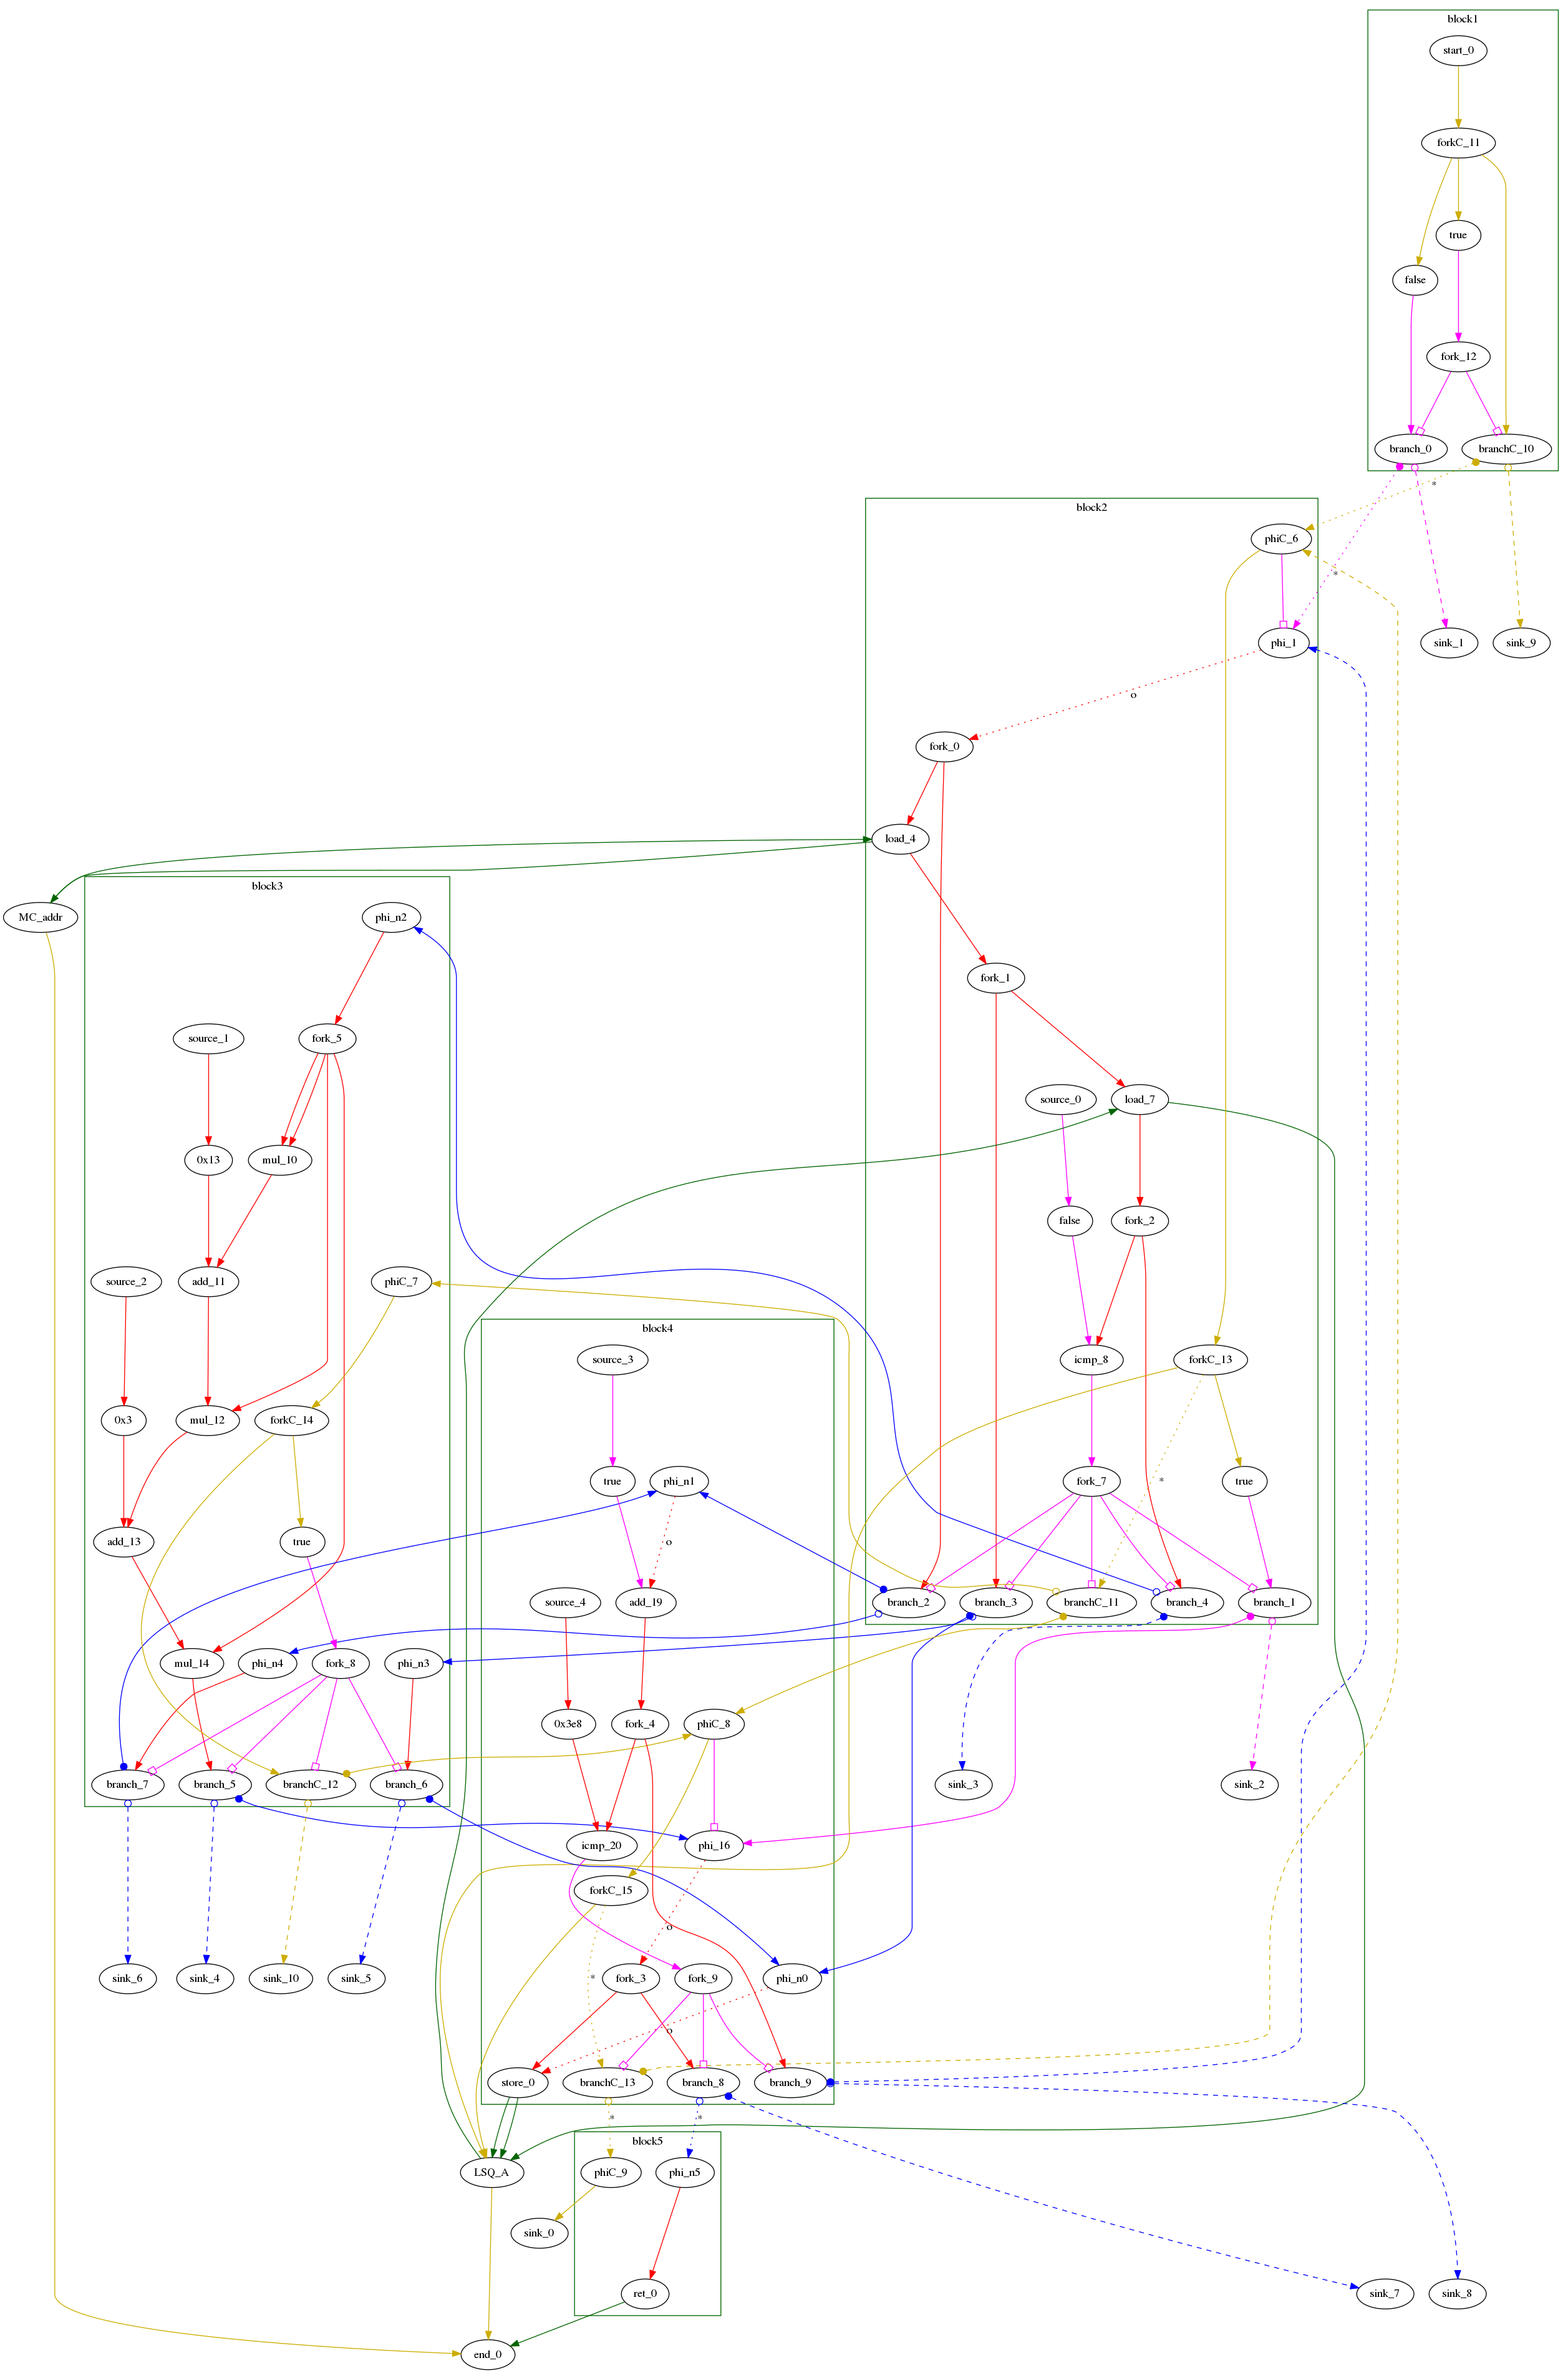 block1
start_0
forkC_11
true
false
fork_12
branch_0
branchC_10
*
block2
phiC_6
*
phi_1
sink_1
sink_9
o
fork_0
load_4
block3
MC_addr
phi_n2
fork_1
source_1
fork_5
source_0
load_7
0x13
mul_10
false
fork_2
source_2
add_11
phiC_7
block4
source_3
icmp_8
forkC_13
0x3
mul_12
forkC_14
true
phi_n1
fork_7
*
true
add_13
true
o
source_4
add_19
branch_2
branch_3
branchC_11
branch_4
branch_1
mul_14
phi_n4
fork_8
phi_n3
0x3e8
fork_4
phiC_8
branch_7
branch_5
branchC_12
branch_6
sink_3
sink_2
icmp_20
phi_16
forkC_15
o
sink_6
sink_4
sink_10
sink_5
*
fork_3
fork_9
phi_n0
o
store_0
branchC_13
branch_8
branch_9
*
*
block5
LSQ_A
phiC_9
phi_n5
sink_0
ret_0
sink_7
sink_8
end_0